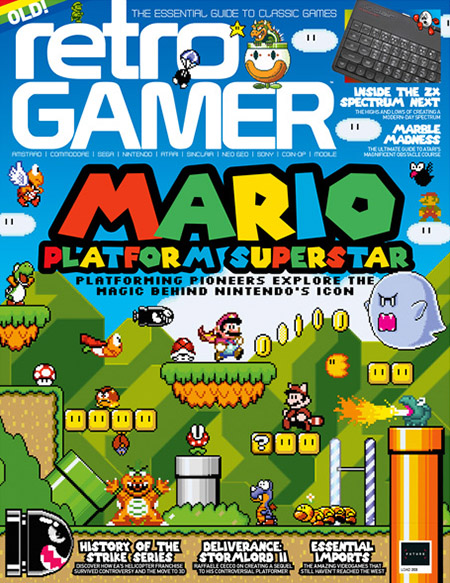 OLD!
THE ESSENTIAL GUIDE TO CLASSIC GAMES
retro
GAMER
AMSTRAD | COMMODORE | SEGA | NINTENDO | ATARI | SINCLAIR | NEO GEO | SONY | COIN-OP | MOBILE
INSIDE THE ZX
SPECTRUM NEXT
THE HIGHS AND LOWS OF CREATING A
MODERN-DAY SPECTRUM
MARBLE
MADNESS
THE ULTIMATE GUIDE TO ATARI'S
MAGNIFICENT OBSTACLE COURSE
MARIO
PLATFORM SUPERSTAR
PLATFORMING PIONEERS EXPLORE THE
MAGIC BEHIND NINTENDO'S ICON
?
HISTORY OF THE
STRIKE SERIES
DISCOVER HOW EA'S HELICOPTER FRANCHISE
SURVIVED CONTROVERSY AND THE MOVE TO 3D
DELIVERANCE:
STORMLORD II
RAFFAELE CECCO ON CREATING A SEQUEL
TO HIS CONTROVERSIAL PLATFORMER
ESSENTIAL
IMPORTS
THE AMAZING VIDEOGAMES THAT
STILL HAVEN'T REACHED THE WEST
FUTURE